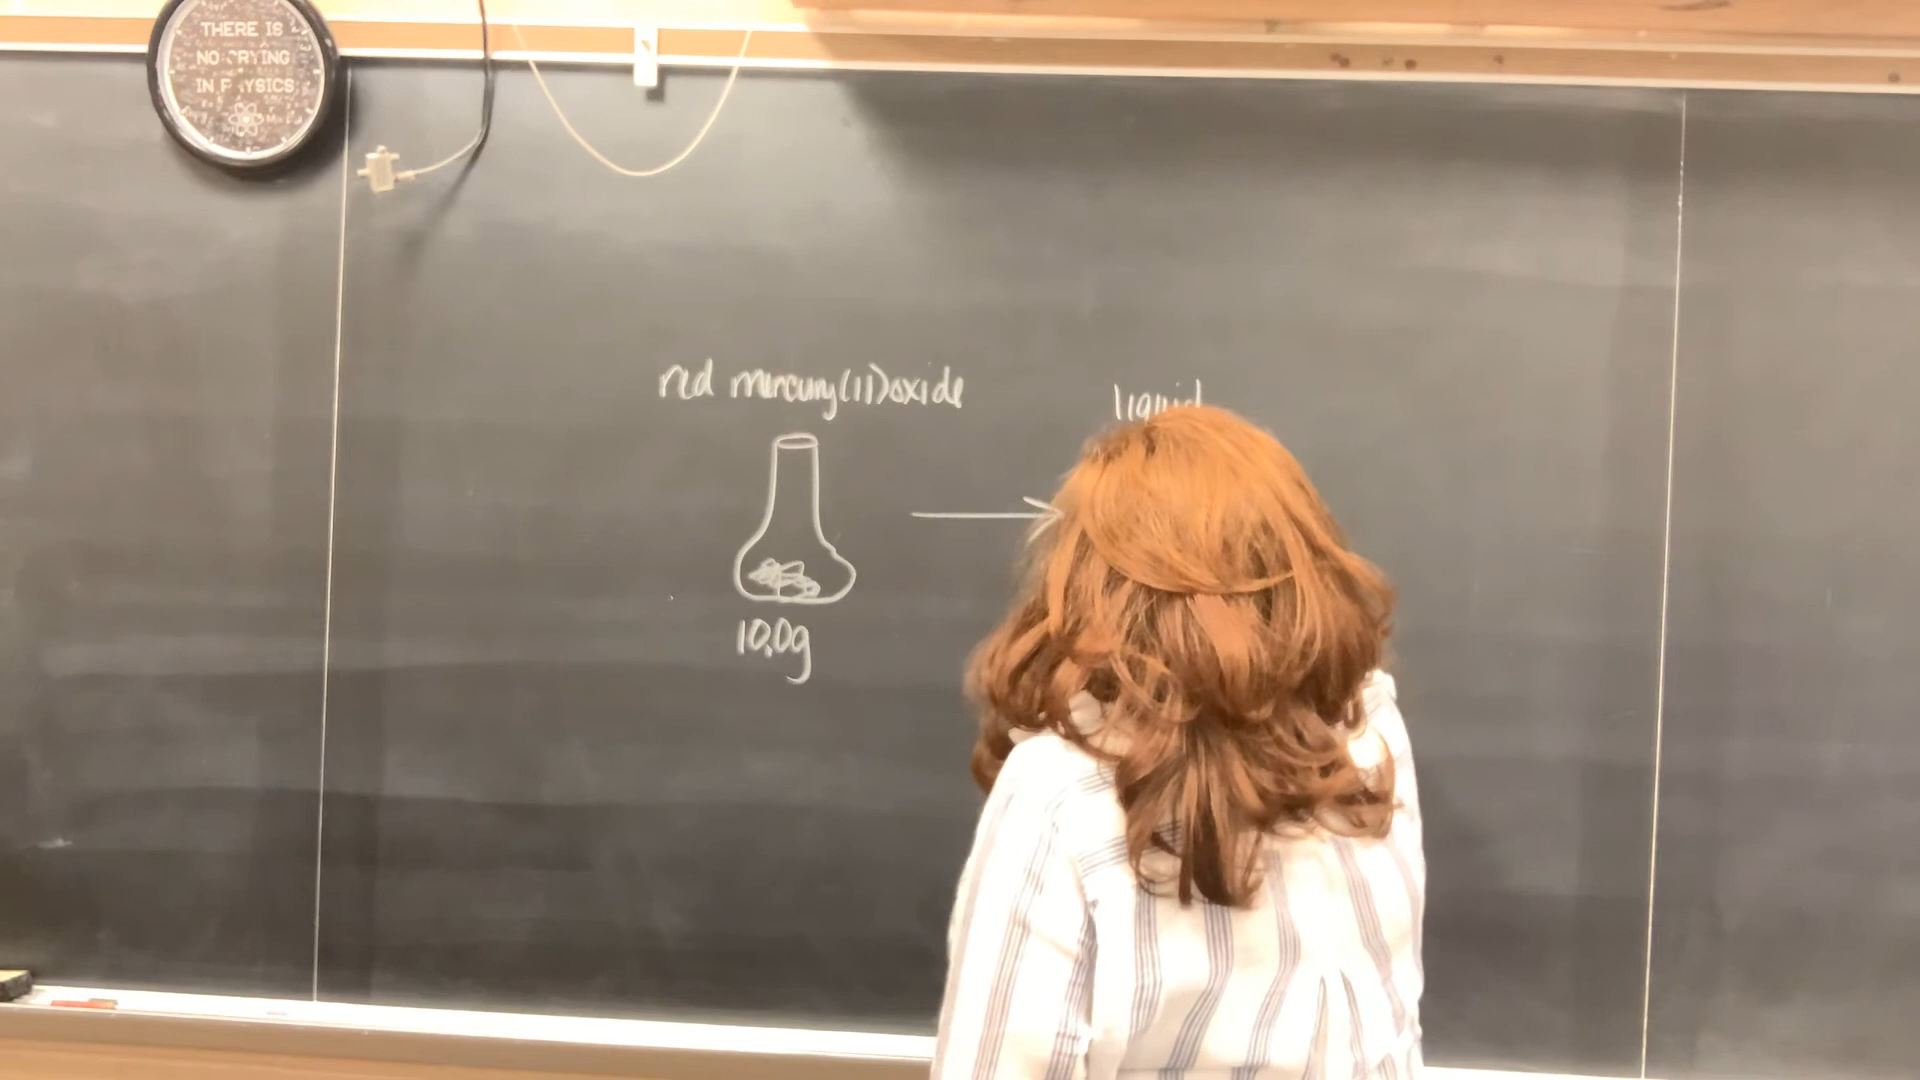 THERE IS
NO CRYING
IN PHYSICS
red mercury(II)oxide
liquid
10.0g